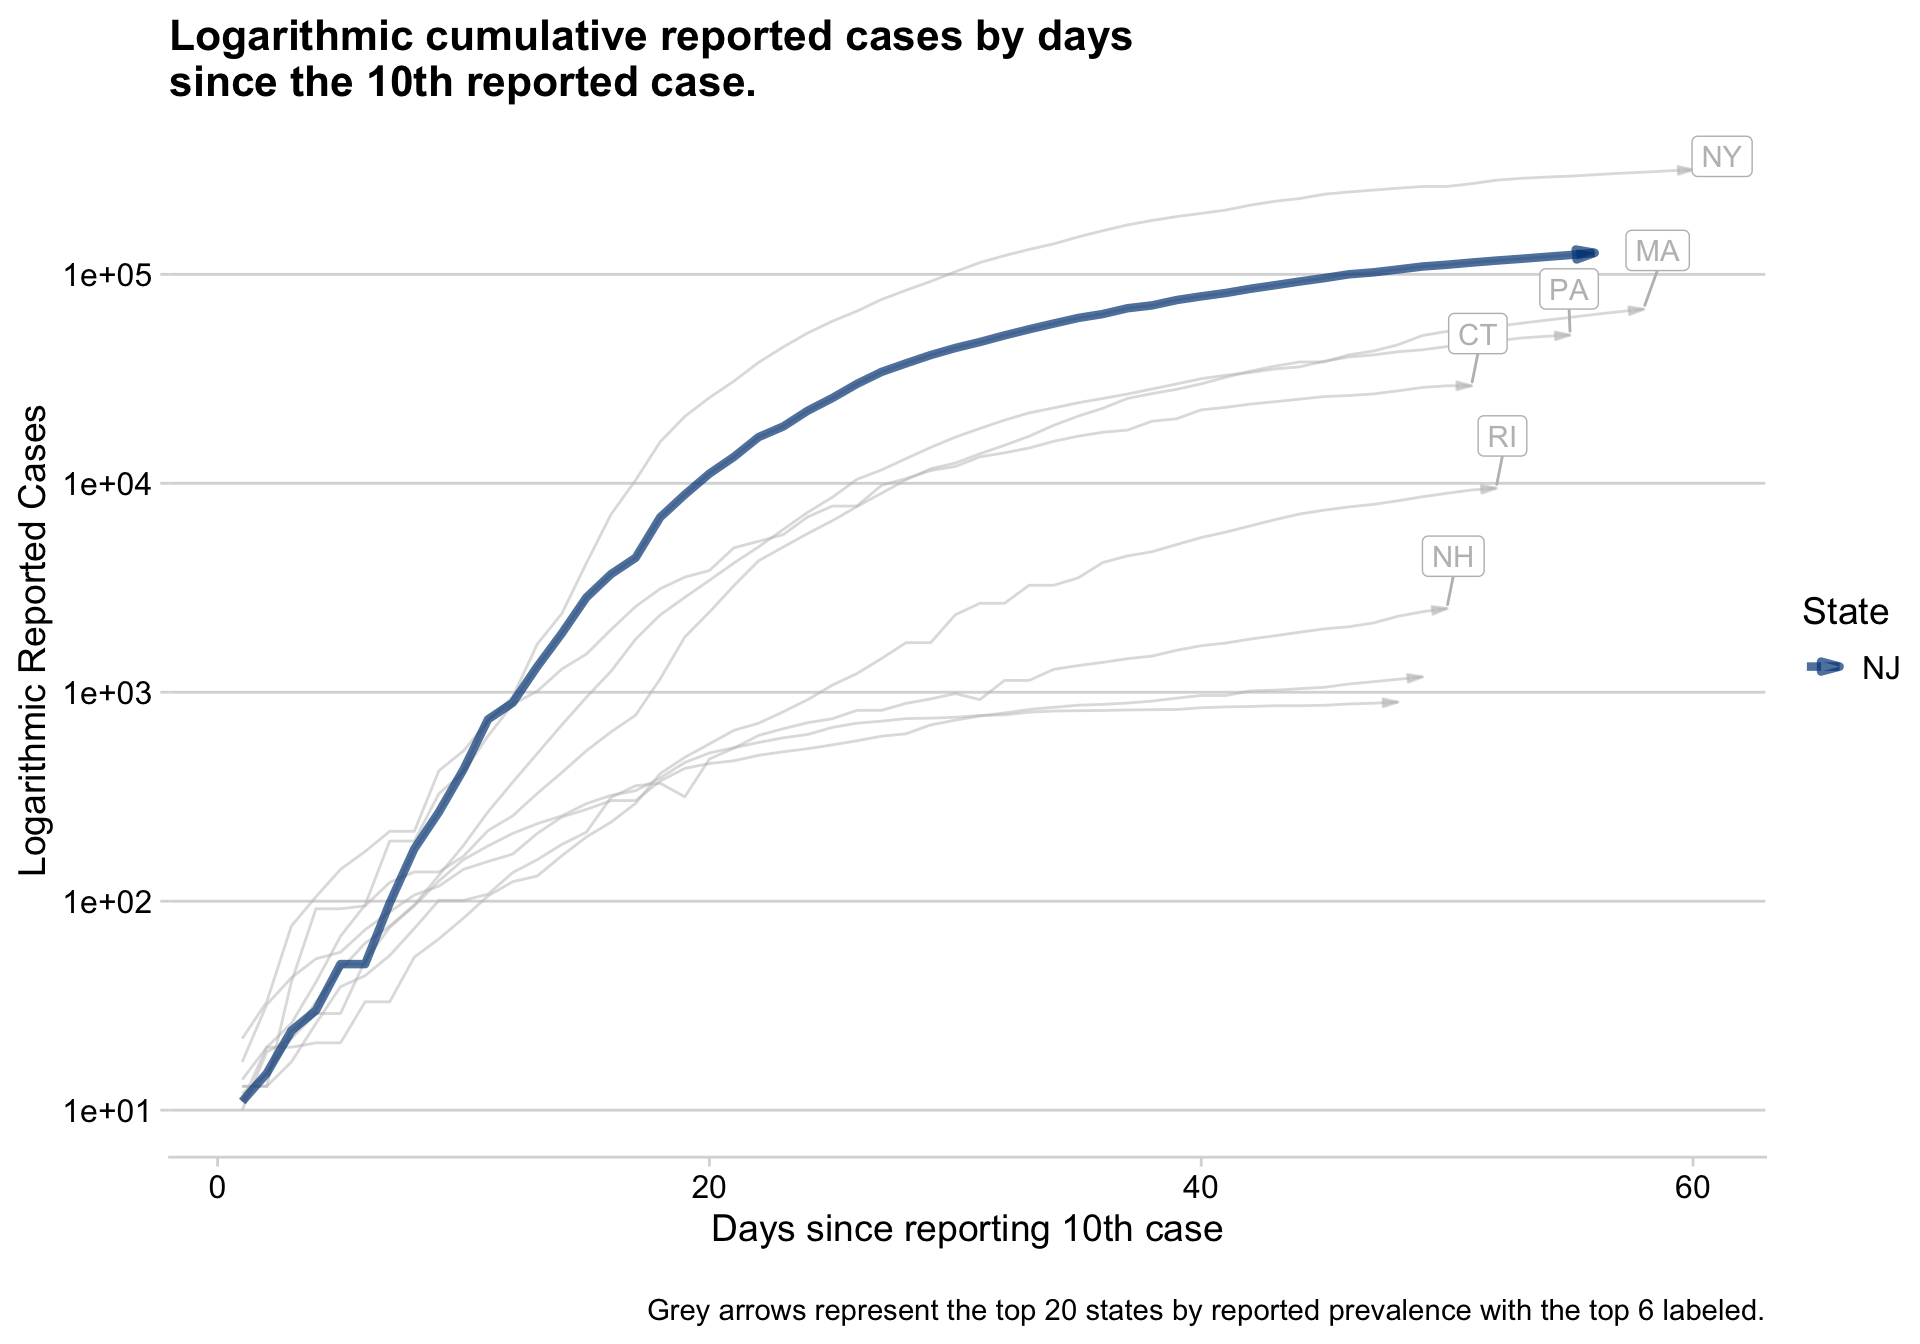 Logarithmic cumulative reported cases by days
since the 10th reported case.
NY
MA
1e+05
PA
CT
RI
1e+04
NH
Logarithmic Reported Cases
State
NJ
1e+03
1e+02
1e+01
0 20 40 60
Days since reporting 10th case
Grey arrows represent the top 20 states by reported prevalence with the top 6 labeled.